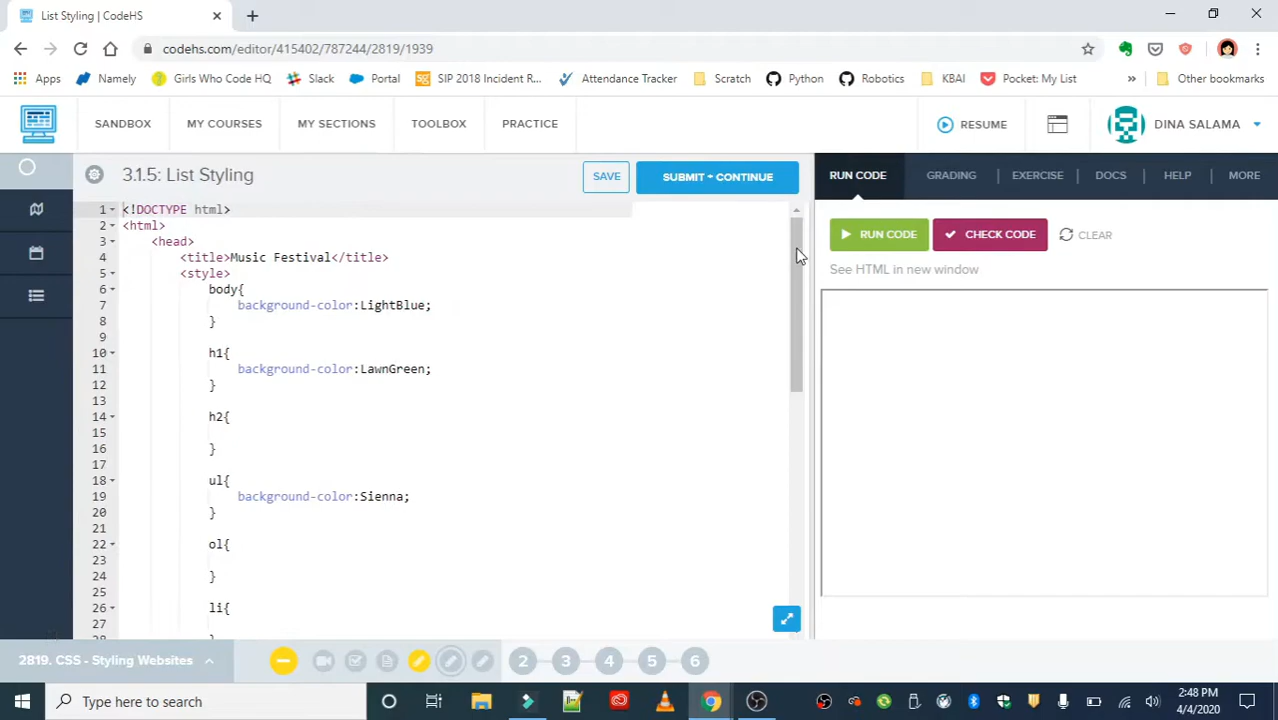 List Styling | CodeHS
codehs.com/editor/415402/787244/2819/1939
Apps Namely Girls Who Code HQ Slack Portal SIP 2018 Incident R... Attendance Tracker Scratch Python Robotics KBAI Pocket: My List » Other bookmarks
SANDBOX MY COURSES MY SECTIONS TOOLBOX PRACTICE RESUME DINA SALAMA
3.1.5: List Styling SAVE SUBMIT + CONTINUE RUN CODE GRADING EXERCISE DOCS HELP MORE
RUN CODE CHECK CODE CLEAR
See HTML in new window
1 <!DOCTYPE html>
2 <html>
3 <head>
4 <title>Music Festival</title>
5 <style>
6 body{
7 background-color:LightBlue;
8 }
9
10 h1{
11 background-color:LawnGreen;
12 }
13
14 h2{
15
16 }
17
18 ul{
19 background-color:Sienna;
20 }
21
22 ol{
23
24 }
25
26 li{
27
28 }
2819. CSS - Styling Websites 2 3 4 5 6
Type here to search
2:48 PM
4/4/2020